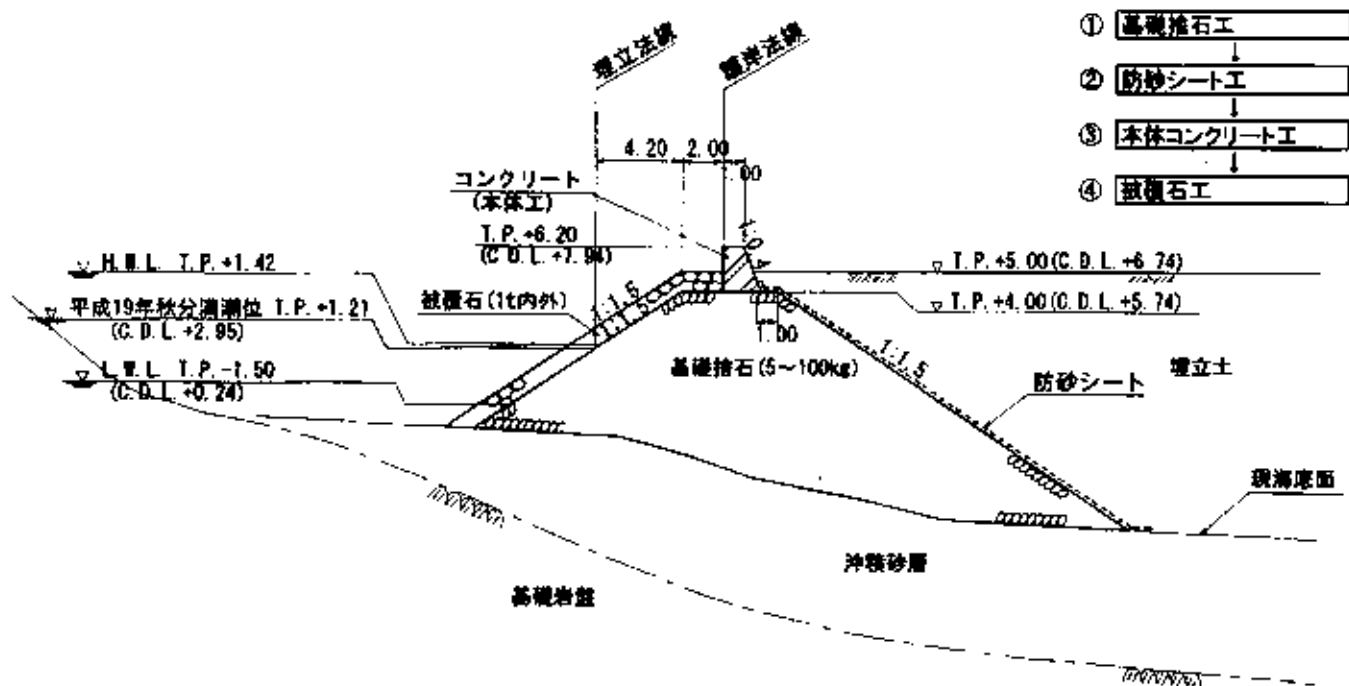 ① 基礎捨石工
② 防砂シート工
③ 本体コンクリート工
④ 被覆石工
埋立法線
護岸法線
4.20
2.00
.00
コンクリート
(本体工)
T.P.+6.20
(C.D.L.+7.94)
H.W.L. T.P.+1.42
平成19年秋分満潮位 T.P.+1.21
(C.D.L.+2.95)
L.W.L. T.P.-1.50
(C.D.L.+0.24)
被覆石(1t内外)
1:1.5
1:1.5
T.P.+5.00(C.D.L.+6.74)
T.P.+4.00(C.D.L.+5.74)
1.00
基礎捨石(5～100kg)
1:1.5
埋立土
防砂シート
現海底面
沖積砂層
基礎岩盤